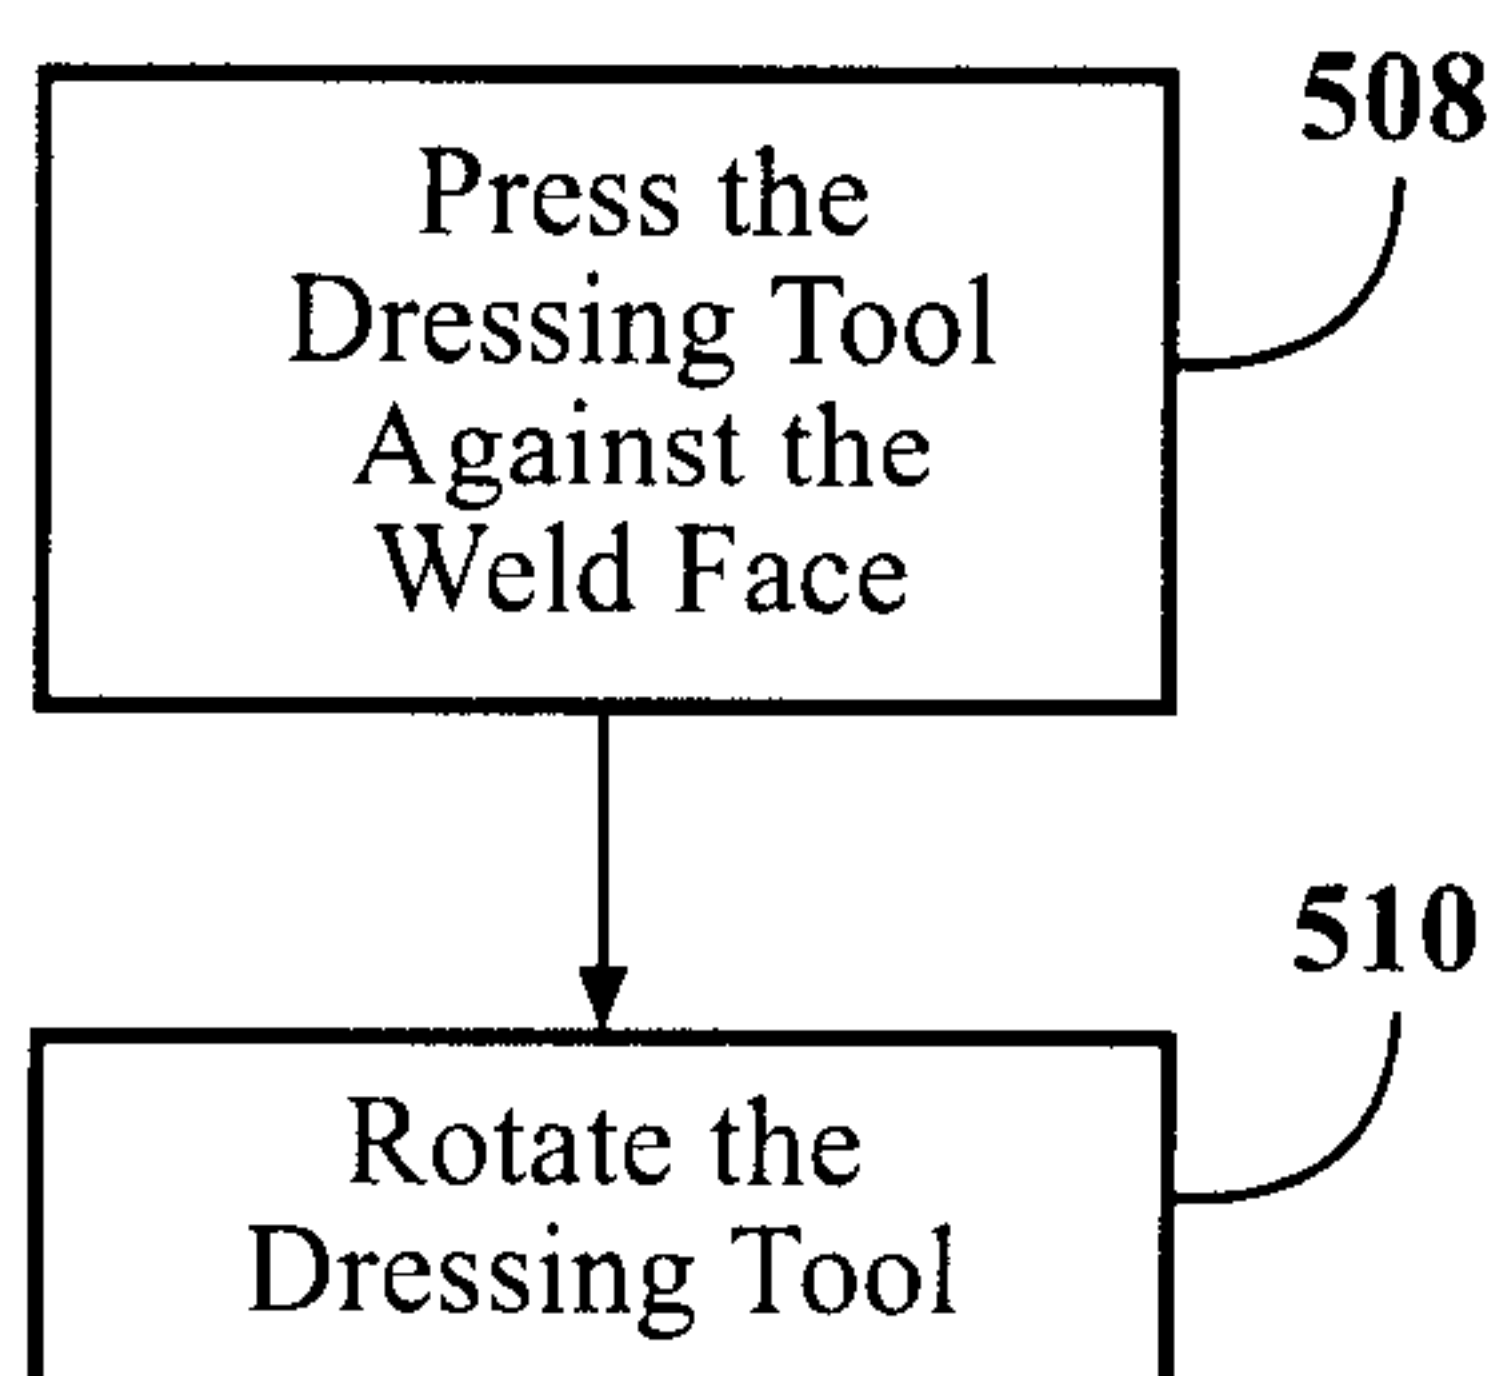 508
Press the
Dressing Tool
Against the
Weld Face
510
Rotate the
Dressing Tool